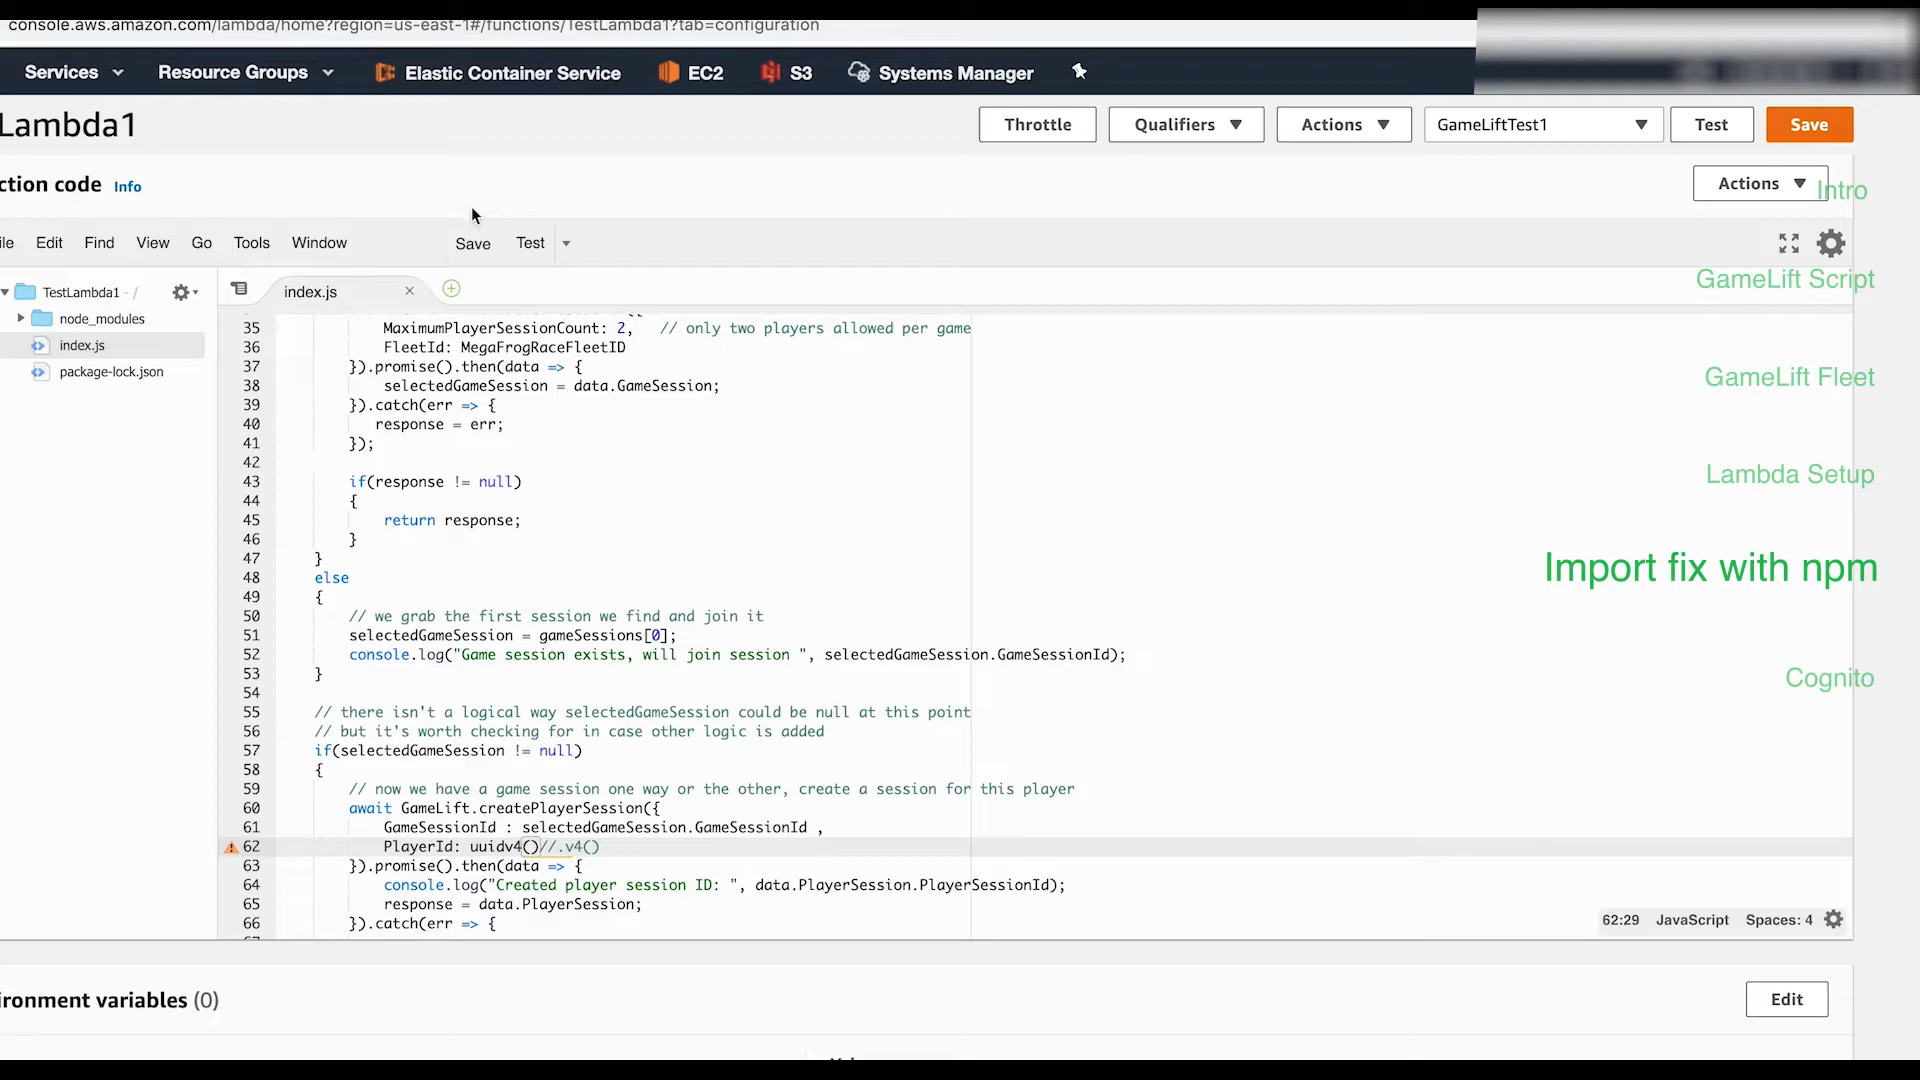 console.aws.amazon.com/lambda/home?region=us-east-1#/functions/TestLambda1?tab=configuration
Services Resource Groups Elastic Container Service EC2 S3 Systems Manager
Lambda1 Throttle Qualifiers Actions GameLiftTest1 Test Save
ction code Info Actions
Intro
ile Edit Find View Go Tools Window Save Test
GameLift Script
GameLift Fleet
Lambda Setup
Import fix with npm
Cognito
TestLambda1 - /
node_modules
index.js
package-lock.json
index.js
35 MaximumPlayerSessionCount: 2, // only two players allowed per game
36 FleetId: MegaFrogRaceFleetID
37 }).promise().then(data => {
38 selectedGameSession = data.GameSession;
39 }).catch(err => {
40 response = err;
41 });
42
43 if(response != null)
44 {
45 return response;
46 }
47 }
48 else
49 {
50 // we grab the first session we find and join it
51 selectedGameSession = gameSessions[0];
52 console.log("Game session exists, will join session ", selectedGameSession.GameSessionId);
53 }
54
55 // there isn't a logical way selectedGameSession could be null at this point
56 // but it's worth checking for in case other logic is added
57 if(selectedGameSession != null)
58 {
59 // now we have a game session one way or the other, create a session for this player
60 await GameLift.createPlayerSession({
61 GameSessionId : selectedGameSession.GameSessionId ,
62 PlayerId: uuidv4()//.v4()
63 }).promise().then(data => {
64 console.log("Created player session ID: ", data.PlayerSession.PlayerSessionId);
65 response = data.PlayerSession;
66 }).catch(err => {
62:29 JavaScript Spaces: 4
ironment variables (0) Edit